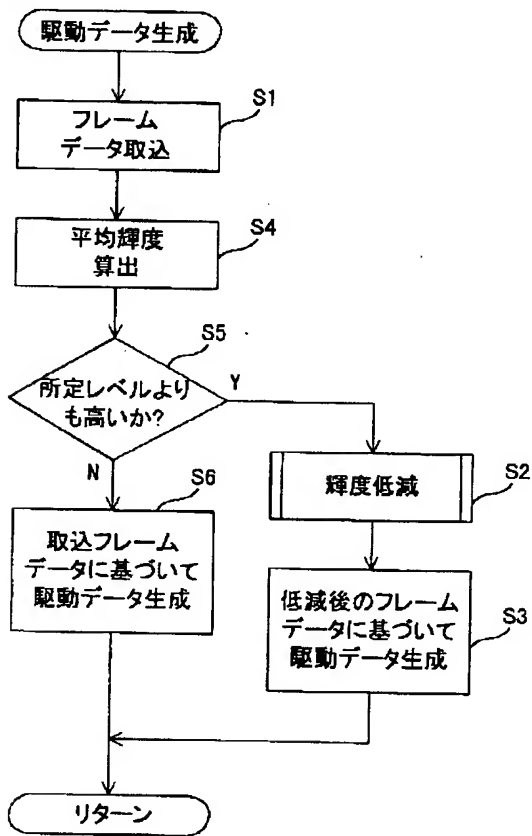 駆動データ生成
S1
フレーム
データ取込
S4
平均輝度
算出
S5
所定レベルより
も高いか?
Y
N
S2
輝度低減
S6
取込フレーム
データに基づいて
駆動データ生成
S3
低減後のフレーム
データに基づいて
駆動データ生成
リターン